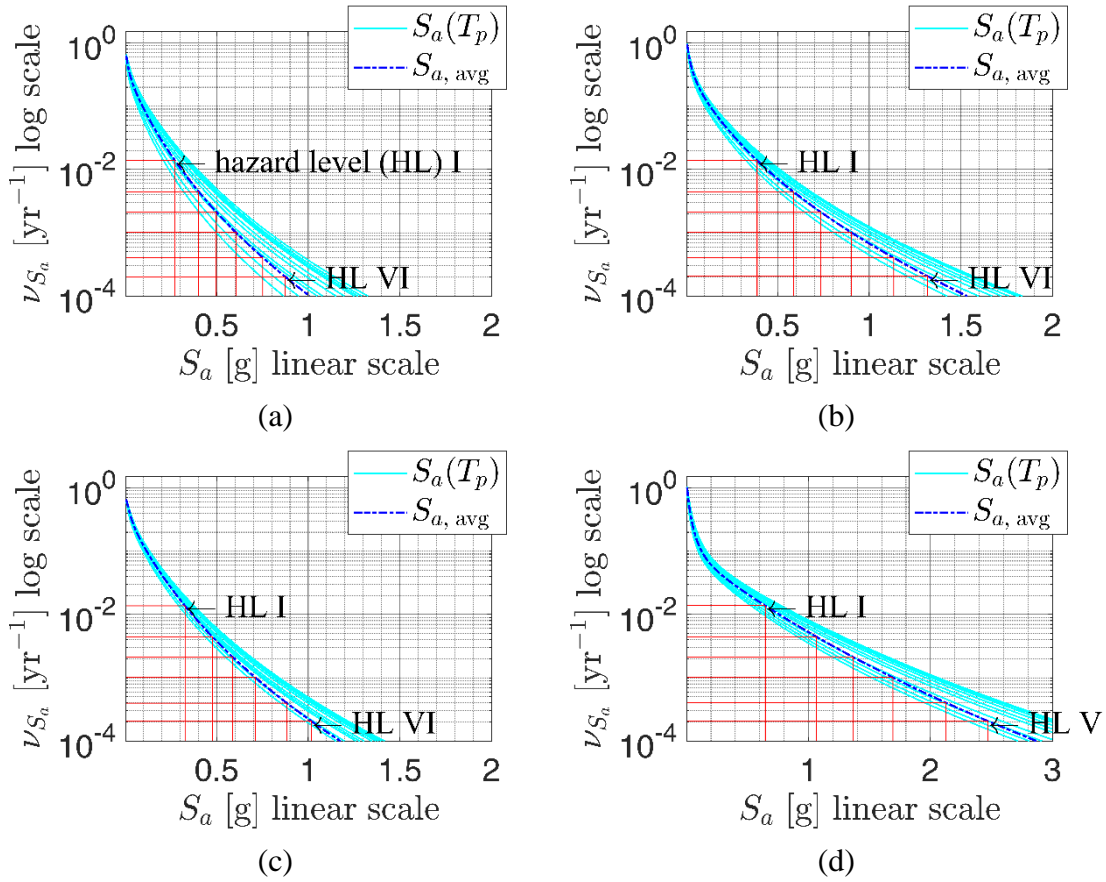 S_a(T_p)
S_{a, avg}
10^0
10^{-2}
10^{-4}
ν_{S_a} [yr^{-1}] log scale
hazard level (HL) I
HL VI
0.5 1 1.5 2
S_a [g] linear scale
(a)
S_a(T_p)
S_{a, avg}
10^0
10^{-2}
10^{-4}
ν_{S_a} [yr^{-1}] log scale
HL I
HL VI
0.5 1 1.5 2
S_a [g] linear scale
(b)
S_a(T_p)
S_{a, avg}
10^0
10^{-2}
10^{-4}
ν_{S_a} [yr^{-1}] log scale
HL I
HL VI
0.5 1 1.5 2
S_a [g] linear scale
(c)
S_a(T_p)
S_{a, avg}
10^0
10^{-2}
10^{-4}
ν_{S_a} [yr^{-1}] log scale
HL I
HL V
1 2 3
S_a [g] linear scale
(d)